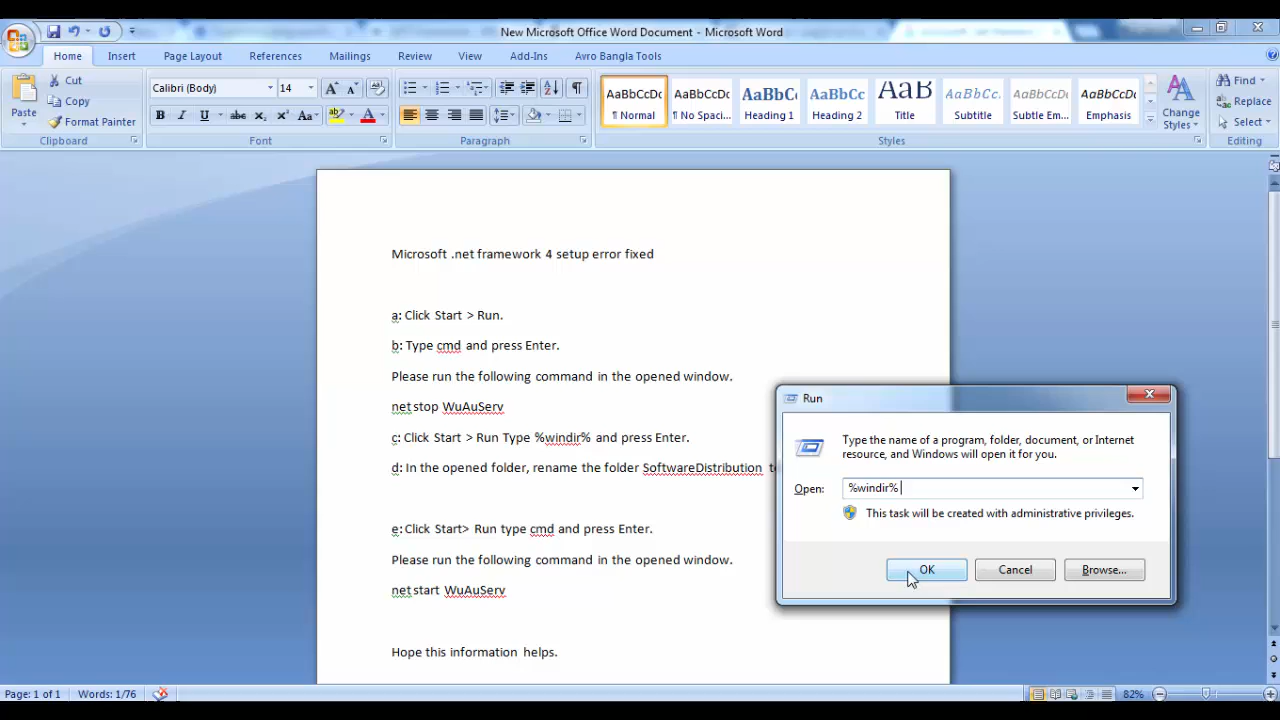 New Microsoft Office Word Document - Microsoft Word
Home Insert Page Layout References Mailings Review View Add-Ins Avro Bangla Tools
Paste
Cut
Copy
Format Painter
Clipboard
Calibri (Body) 14
B I U abc x₂ x² Aa
Font
Paragraph
AaBbCcDc AaBbCcDc AaBbC AaBbCc AaB AaBbCc. AaBbCcDc AaBbCcDc
¶ Normal ¶ No Spaci... Heading 1 Heading 2 Title Subtitle Subtle Em... Emphasis
Change Styles
Styles
Find
Replace
Select
Editing
Microsoft .net framework 4 setup error fixed
a: Click Start > Run.
b: Type cmd and press Enter.
Please run the following command in the opened window.
net stop WuAuServ
c: Click Start > Run Type %windir% and press Enter.
d: In the opened folder, rename the folder SoftwareDistribution
e: Click Start> Run type cmd and press Enter.
Please run the following command in the opened window.
net start WuAuServ
Hope this information helps.
Run
Type the name of a program, folder, document, or Internet
resource, and Windows will open it for you.
Open: %windir%
This task will be created with administrative privileges.
OK Cancel Browse...
Page: 1 of 1 Words: 1/76 82%